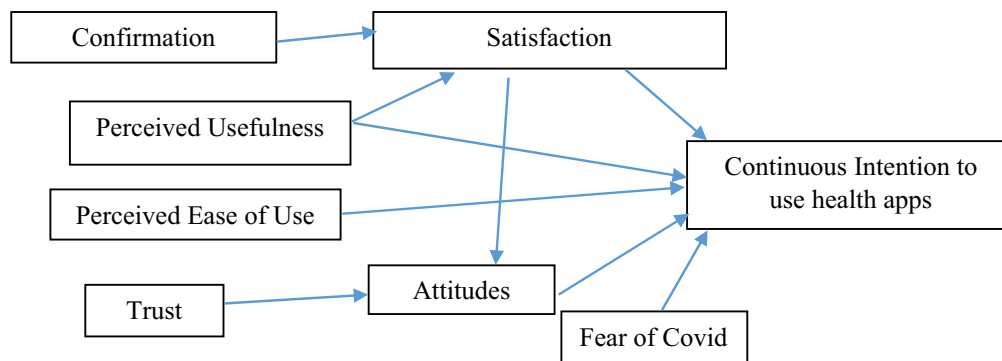 Confirmation
Satisfaction
Perceived Usefulness
Continuous Intention to
use health apps
Perceived Ease of Use
Attitudes
Trust
Fear of Covid